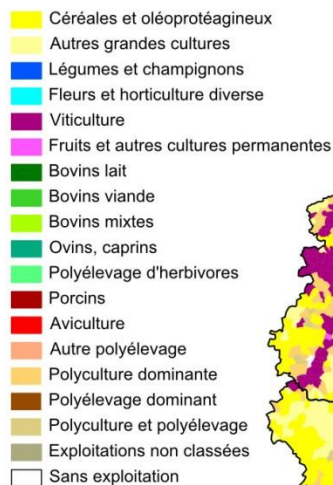 Céréales et oléoprotéagineux
Autres grandes cultures
Légumes et champignons
Fleurs et horticulture diverse
Viticulture
Fruits et autres cultures permanentes
Bovins lait
Bovins viande
Bovins mixtes
Ovins, caprins
Polyélevage d'herbivores
Porcins
Aviculture
Autre polyélevage
Polyculture dominante
Polyélevage dominant
Polyculture et polyélevage
Exploitations non classées
Sans exploitation